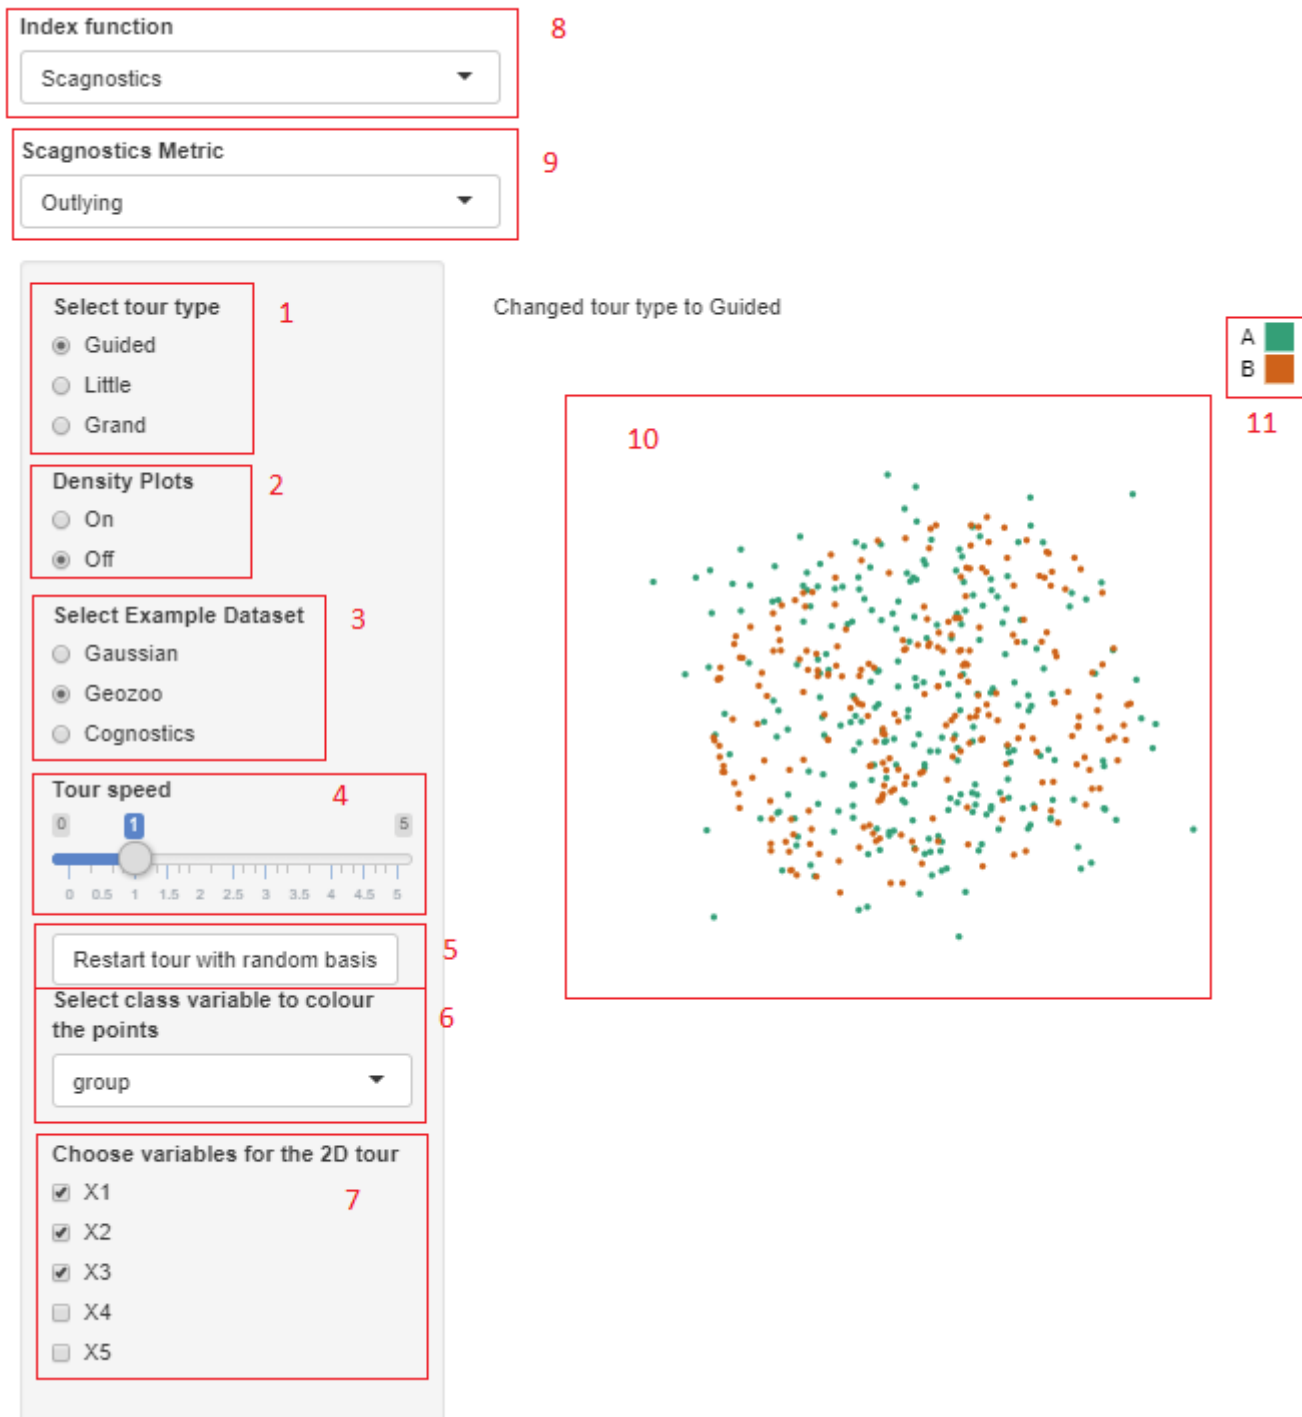 Index function
8
Scagnostics
Scagnostics Metric
9
Outlying
Select tour type
1
Guided
Little
Grand
Density Plots
2
On
Off
Select Example Dataset
3
Gaussian
Geozoo
Cognostics
Tour speed
4
0 1 5
0 0.5 1 1.5 2 2.5 3 3.5 4 4.5 5
Restart tour with random basis
5
Select class variable to colour
the points
6
group
Choose variables for the 2D tour
7
X1
X2
X3
X4
X5
Changed tour type to Guided
A
B
11
10